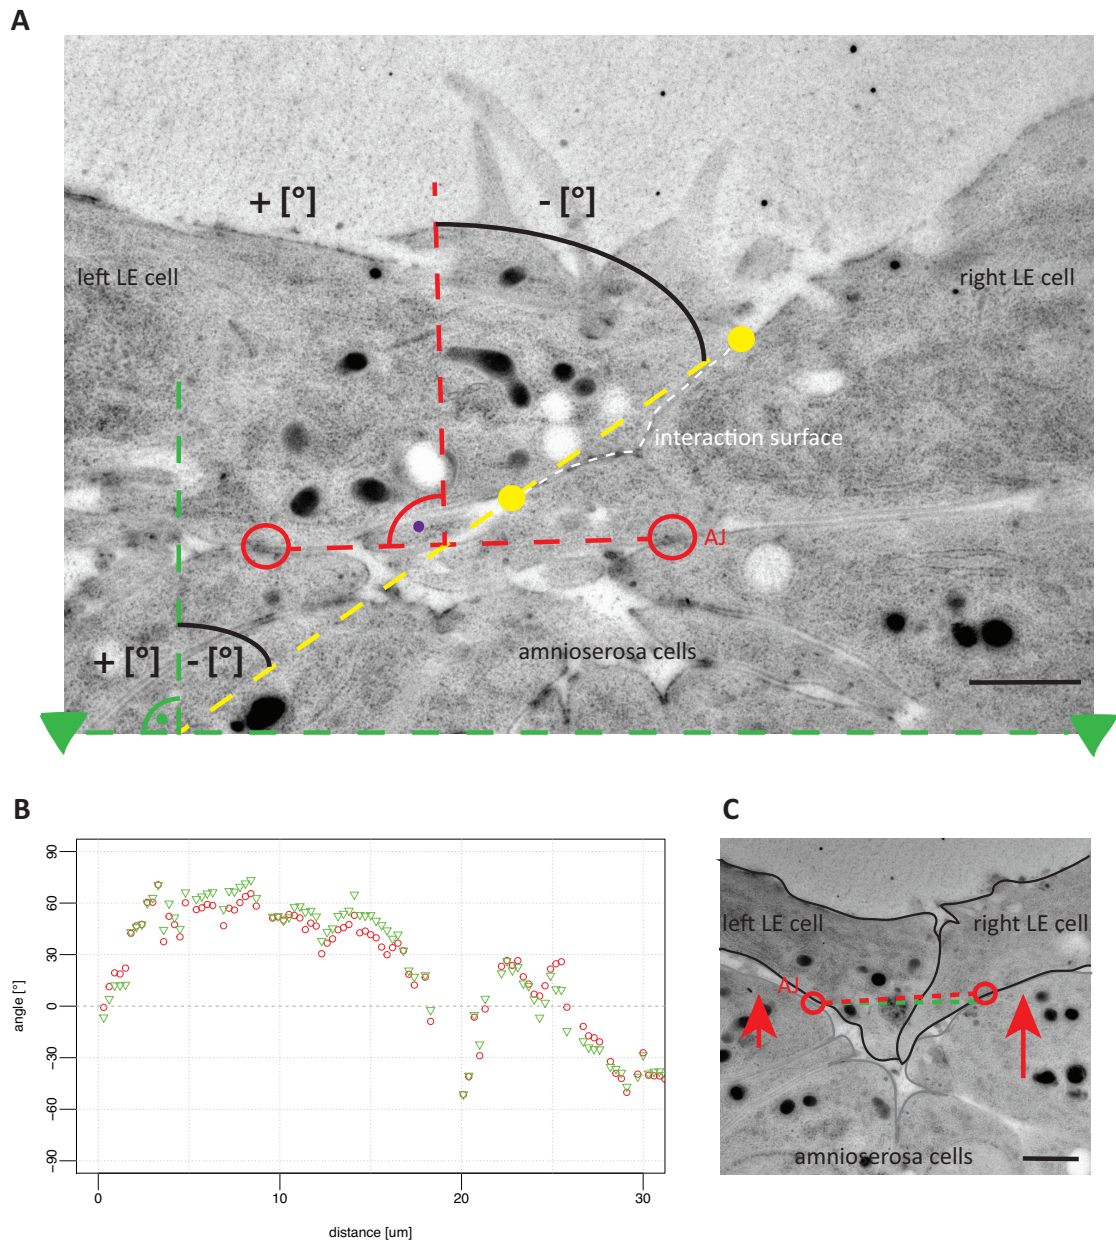 A
+ [°]
- [°]
left LE cell
right LE cell
interaction surface
AJ
+ [°]
- [°]
amnioserosa cells
B
90
60
30
0
−30
−60
−90
angle [°]
0
10
20
30
distance [um]
C
left LE cell
right LE cell
AJ
amnioserosa cells